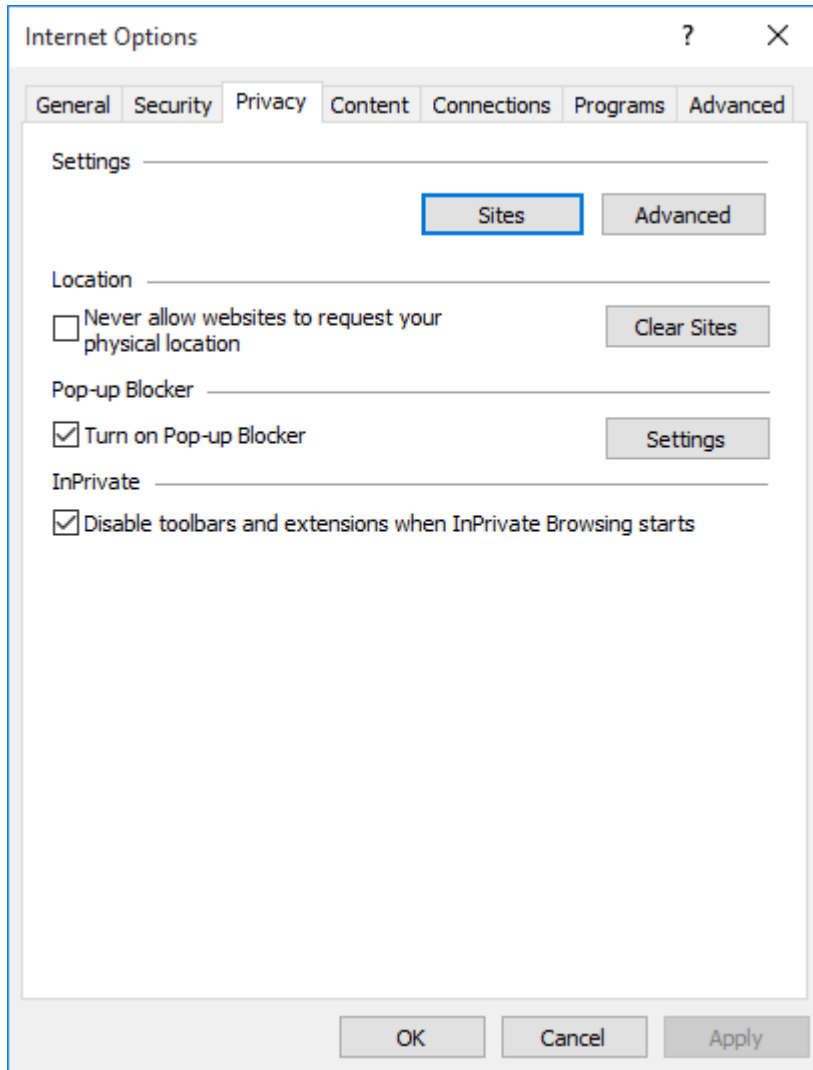 Internet Options ?
General Security Privacy Content Connections Programs Advanced
Settings
Sites Advanced
Location
Never allow websites to request your
physical location
Clear Sites
Pop-up Blocker
Turn on Pop-up Blocker Settings
InPrivate
Disable toolbars and extensions when InPrivate Browsing starts
OK Cancel Apply